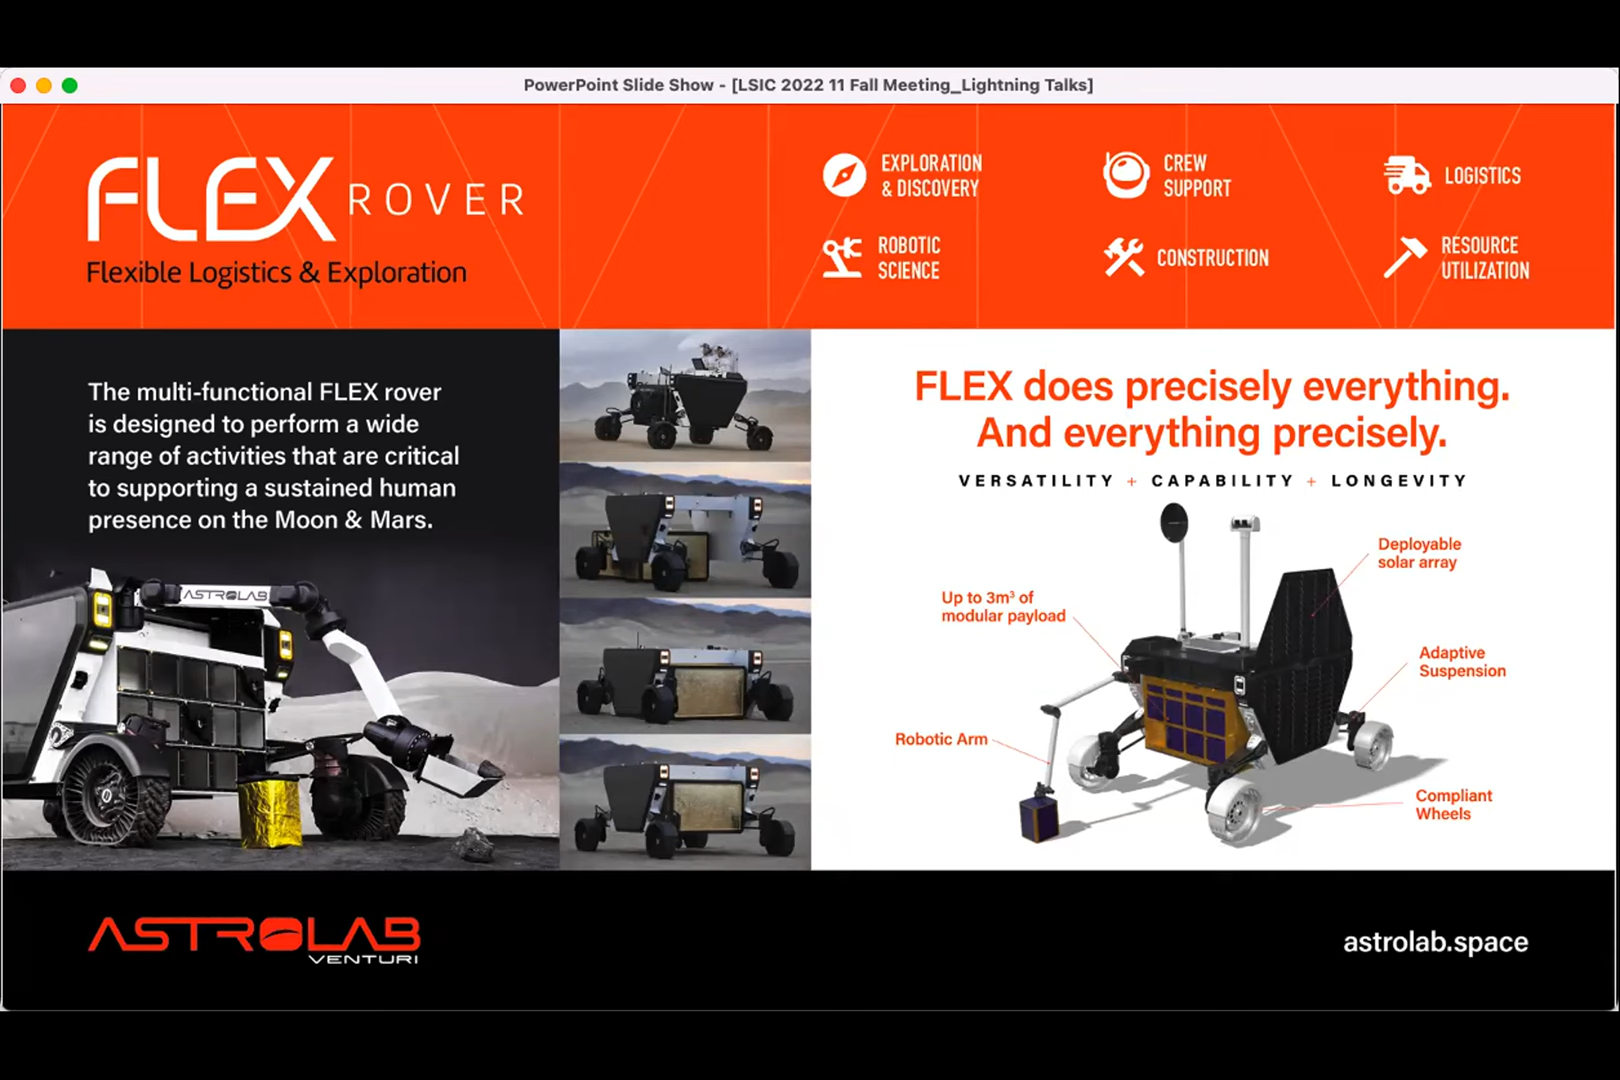 PowerPoint Slide Show - [LSIC 2022 11 Fall Meeting_Lightning Talks]
FLEX ROVER
Flexible Logistics & Exploration
EXPLORATION
& DISCOVERY
CREW
SUPPORT
LOGISTICS
ROBOTIC
SCIENCE
CONSTRUCTION
RESOURCE
UTILIZATION
The multi-functional FLEX rover
is designed to perform a wide
range of activities that are critical
to supporting a sustained human
presence on the Moon & Mars.
ASTROLAB
FLEX does precisely everything.
And everything precisely.
VERSATILITY + CAPABILITY + LONGEVITY
Deployable
solar array
Up to 3m³ of
modular payload
Adaptive
Suspension
Robotic Arm
Compliant
Wheels
ASTROLAB
VENTURI
astrolab.space